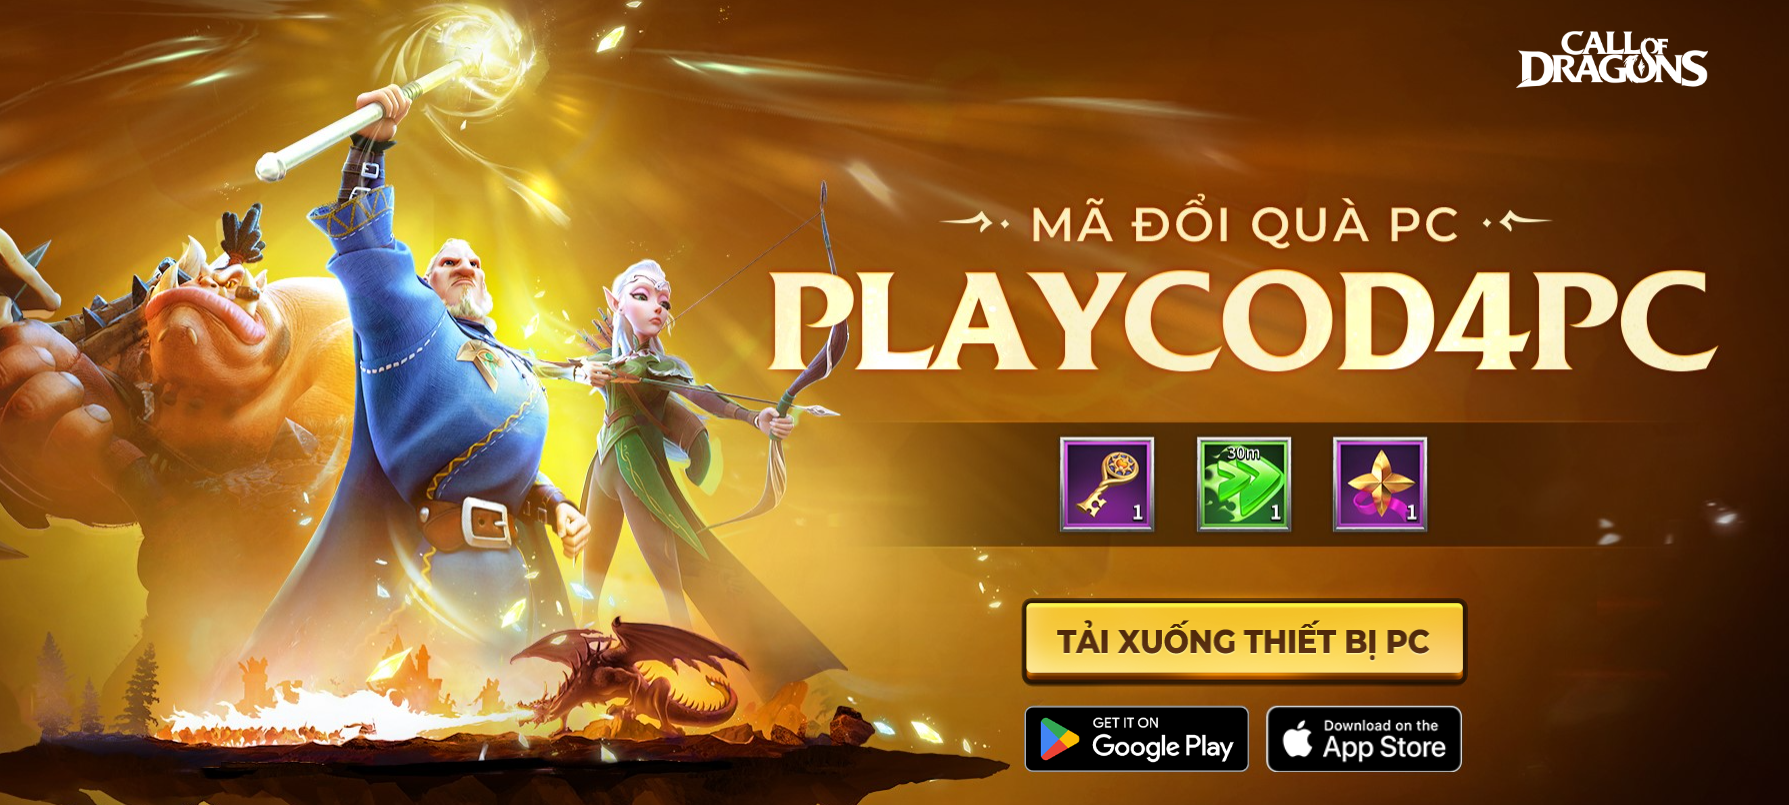 CALL OF
DRAGONS
MÃ ĐỔI QUÀ PC
PLAYCOD4PC
1
30m
1
1
TẢI XUỐNG THIẾT BỊ PC
GET IT ON
Google Play
Download on the
App Store